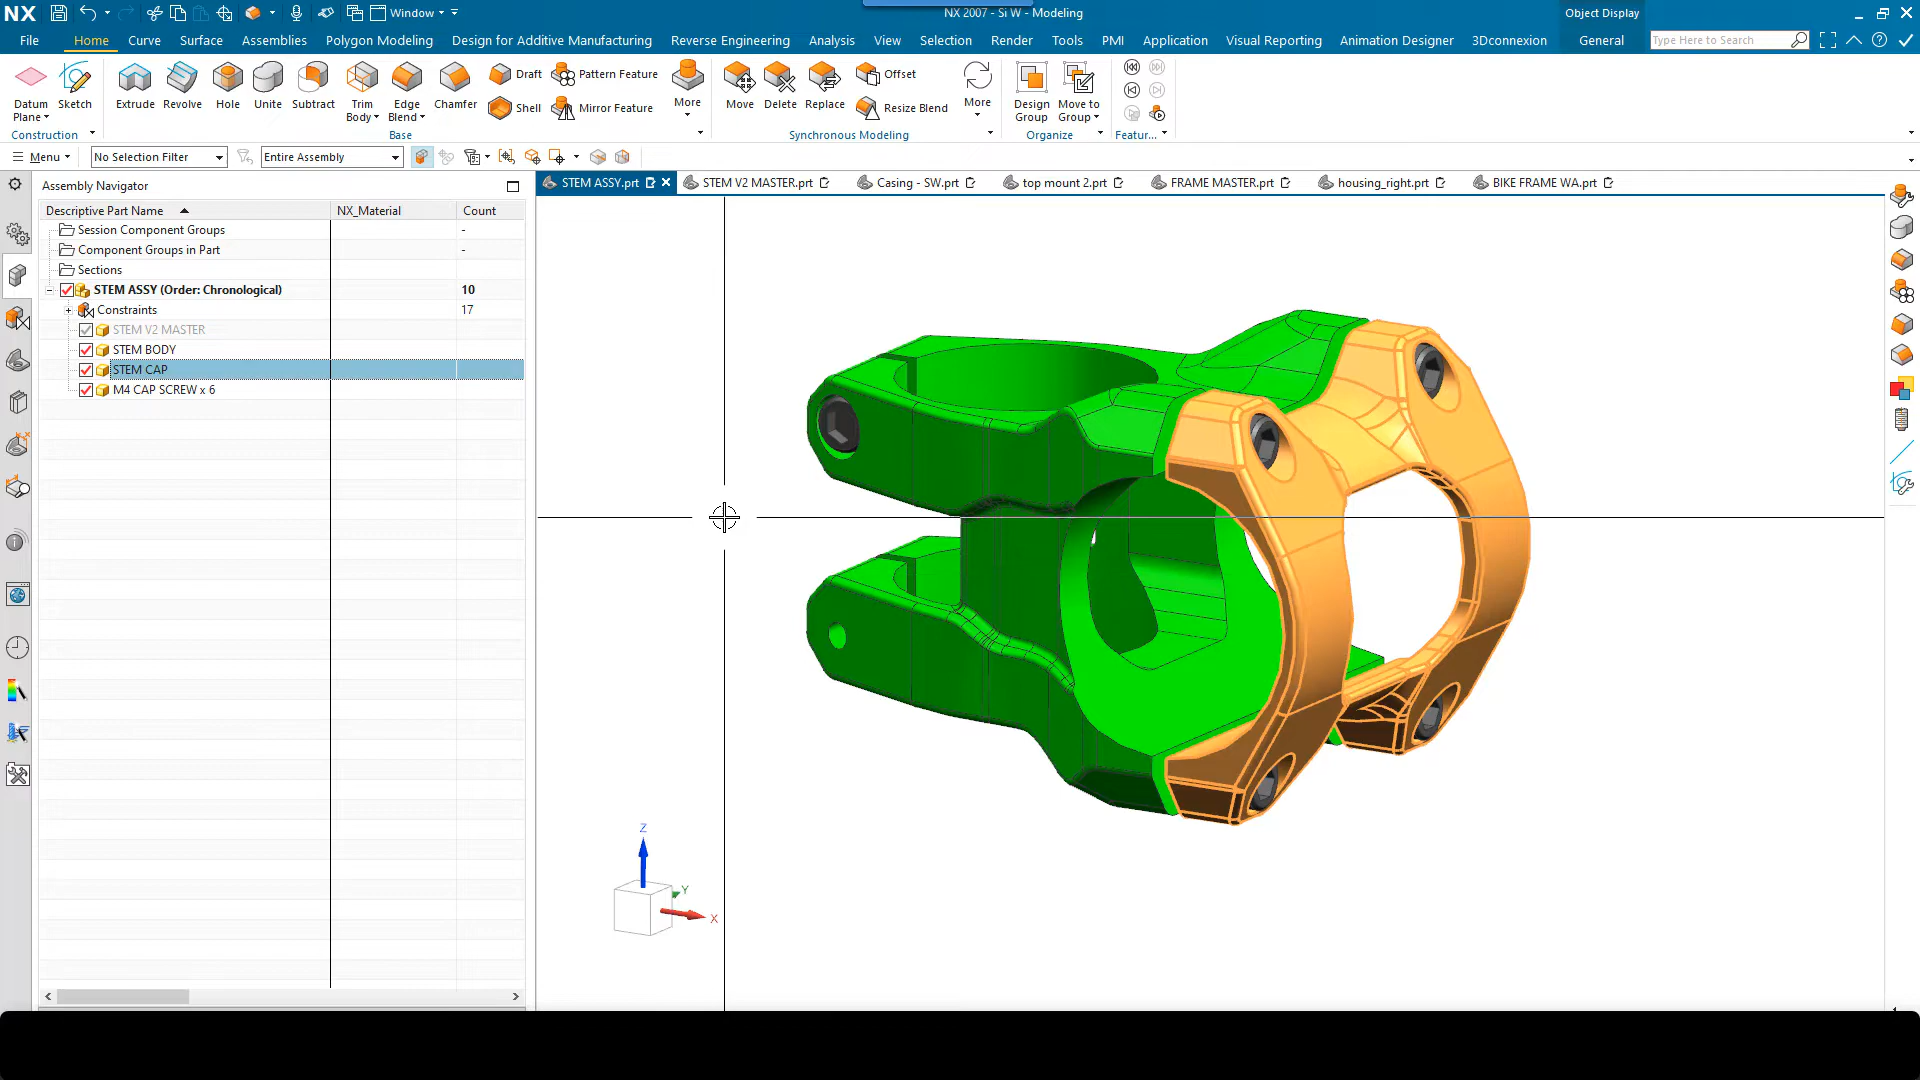 NX Window NX 2007 - Si W - Modeling Object Display
File Home Curve Surface Assemblies Polygon Modeling Design for Additive Manufacturing Reverse Engineering Analysis View Selection Render Tools PMI Application Visual Reporting Animation Designer 3Dconnexion General Type Here to Search
Datum Plane Sketch Extrude Revolve Hole Unite Subtract Trim Body Edge Blend Chamfer Draft Shell Pattern Feature Mirror Feature More Move Delete Replace Offset Resize Blend More Design Group Move to Group
Construction Base Synchronous Modeling Organize Featur...
Menu No Selection Filter Entire Assembly
Assembly Navigator
STEM ASSY.prt STEM V2 MASTER.prt Casing - SW.prt top mount 2.prt FRAME MASTER.prt housing_right.prt BIKE FRAME WA.prt
Descriptive Part Name NX_Material Count
Session Component Groups -
Component Groups in Part -
Sections
STEM ASSY (Order: Chronological) 10
Constraints 17
STEM V2 MASTER
STEM BODY
STEM CAP
M4 CAP SCREW x 6
Z
Y
X